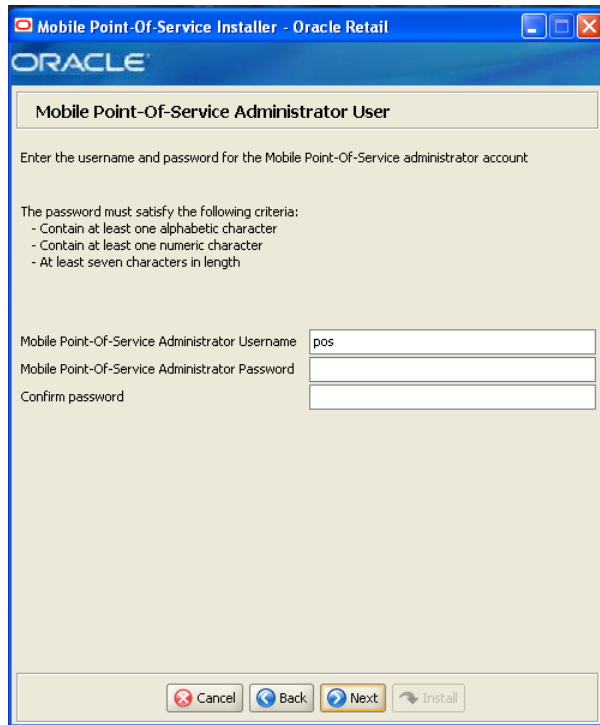 Mobile Point-Of-Service Installer - Oracle Retail
ORACLE
Mobile Point-Of-Service Administrator User
Enter the username and password for the Mobile Point-Of-Service administrator account
The password must satisfy the following criteria:
- Contain at least one alphabetic character
- Contain at least one numeric character
- At least seven characters in length
Mobile Point-Of-Service Administrator Username pos
Mobile Point-Of-Service Administrator Password
Confirm password
Cancel Back Next Install